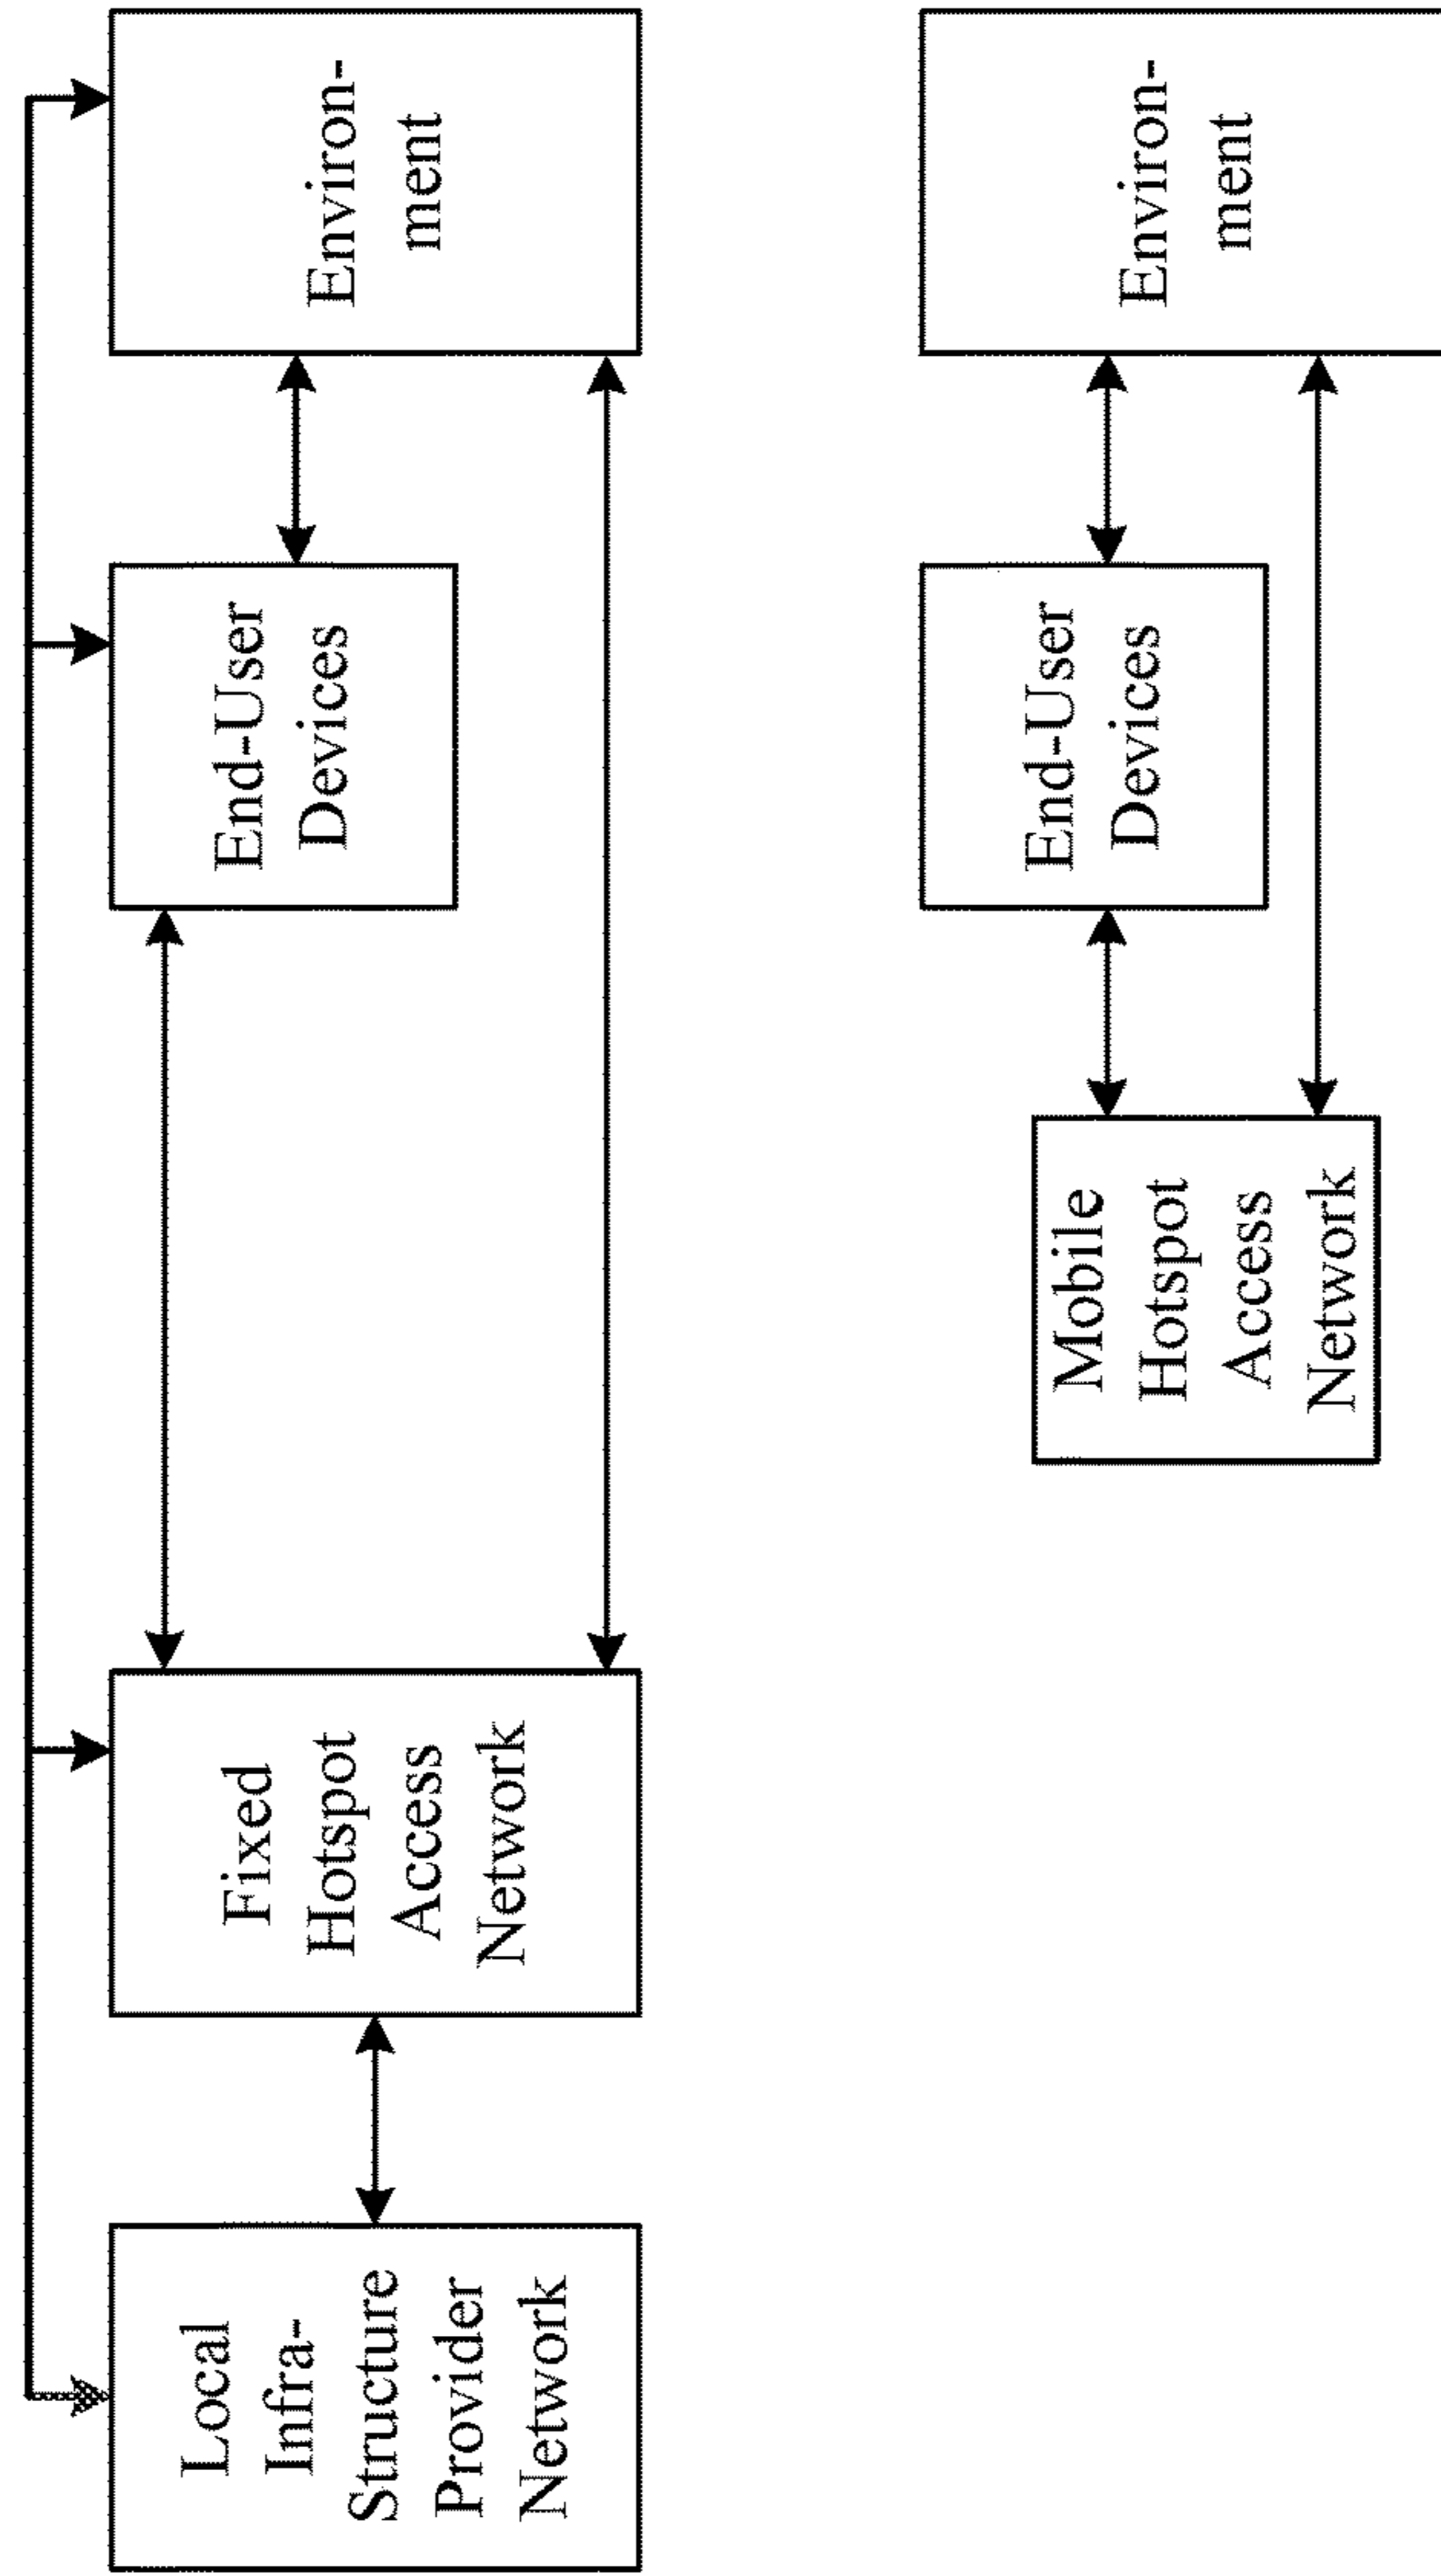 Local
Infra-
Structure
Provider
Network
Fixed
Hotspot
Access
Network
End-User
Devices
Environ-
ment
Mobile
Hotspot
Access
Network
End-User
Devices
Environ-
ment